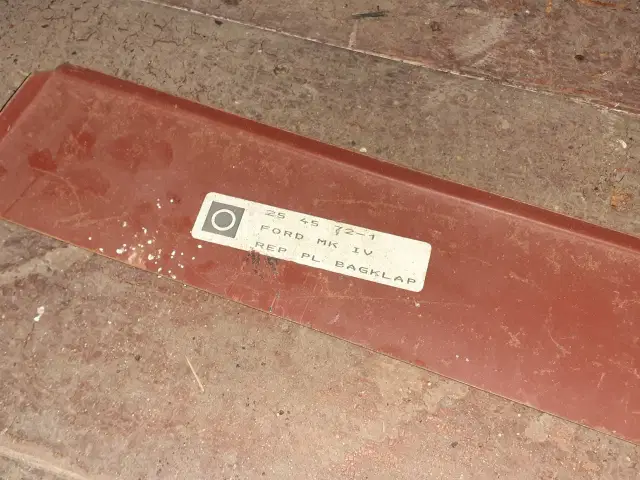 25 45 72-1
FORD MK IV
REP PL BAGKLAP